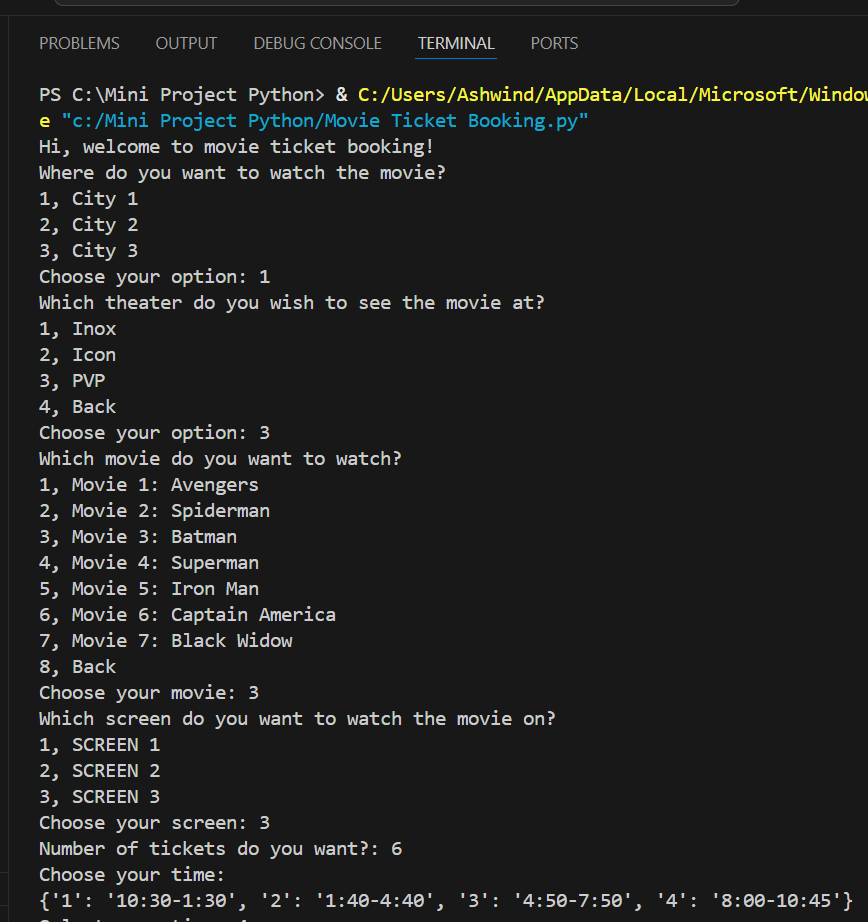 PROBLEMS OUTPUT DEBUG CONSOLE TERMINAL PORTS
PS C:\Mini Project Python> & C:/Users/Ashwind/AppData/Local/Microsoft/Windo
e "c:/Mini Project Python/Movie Ticket Booking.py"
Hi, welcome to movie ticket booking!
Where do you want to watch the movie?
1, City 1
2, City 2
3, City 3
Choose your option: 1
Which theater do you wish to see the movie at?
1, Inox
2, Icon
3, PVP
4, Back
Choose your option: 3
Which movie do you want to watch?
1, Movie 1: Avengers
2, Movie 2: Spiderman
3, Movie 3: Batman
4, Movie 4: Superman
5, Movie 5: Iron Man
6, Movie 6: Captain America
7, Movie 7: Black Widow
8, Back
Choose your movie: 3
Which screen do you want to watch the movie on?
1, SCREEN 1
2, SCREEN 2
3, SCREEN 3
Choose your screen: 3
Number of tickets do you want?: 6
Choose your time:
{'1': '10:30-1:30', '2': '1:40-4:40', '3': '4:50-7:50', '4': '8:00-10:45'}